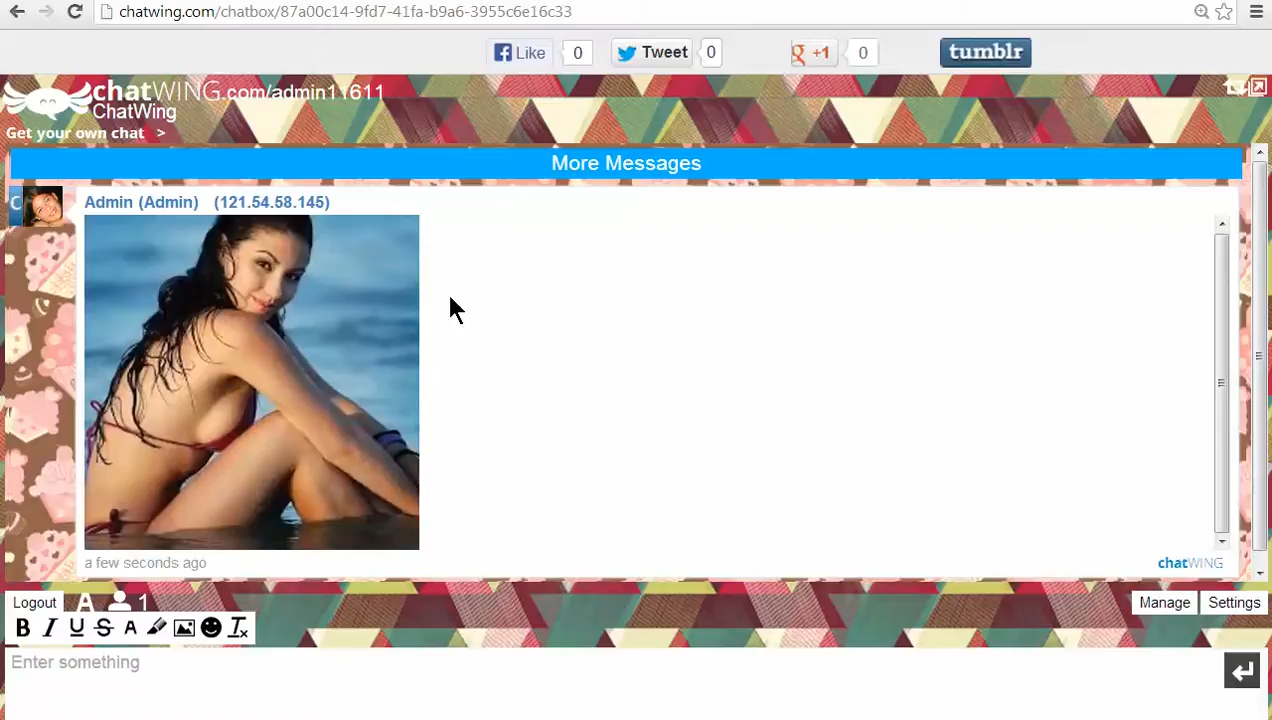 chatwing.com/chatbox/87a00c14-9fd7-41fa-b9a6-3955c6e16c33
Like 0 Tweet 0 g +1 0 tumblr
chatWING.com/admin11611
ChatWing
Get your own chat >
More Messages
C Admin (Admin) (121.54.58.145)
a few seconds ago chatWING
Logout A 1 Manage Settings
B I U S A Tx
Enter something